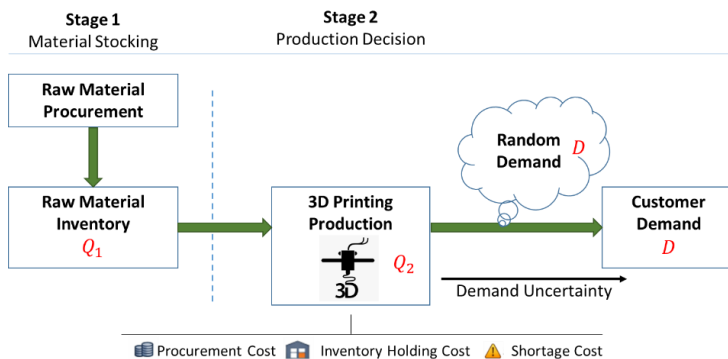 Stage 1
Material Stocking
Stage 2
Production Decision
Raw Material
Procurement
Random
Demand D
Raw Material
Inventory
Q₁
3D Printing
Production
Q₂
3D
Customer
Demand
D
Demand Uncertainty
Procurement Cost
Inventory Holding Cost
Shortage Cost